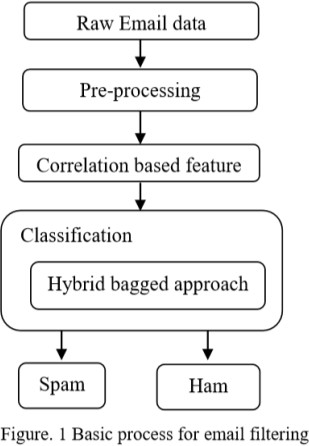 Raw Email data
Pre-processing
Correlation based feature
Classification
Hybrid bagged approach
Spam
Ham
Figure. 1 Basic process for email filtering